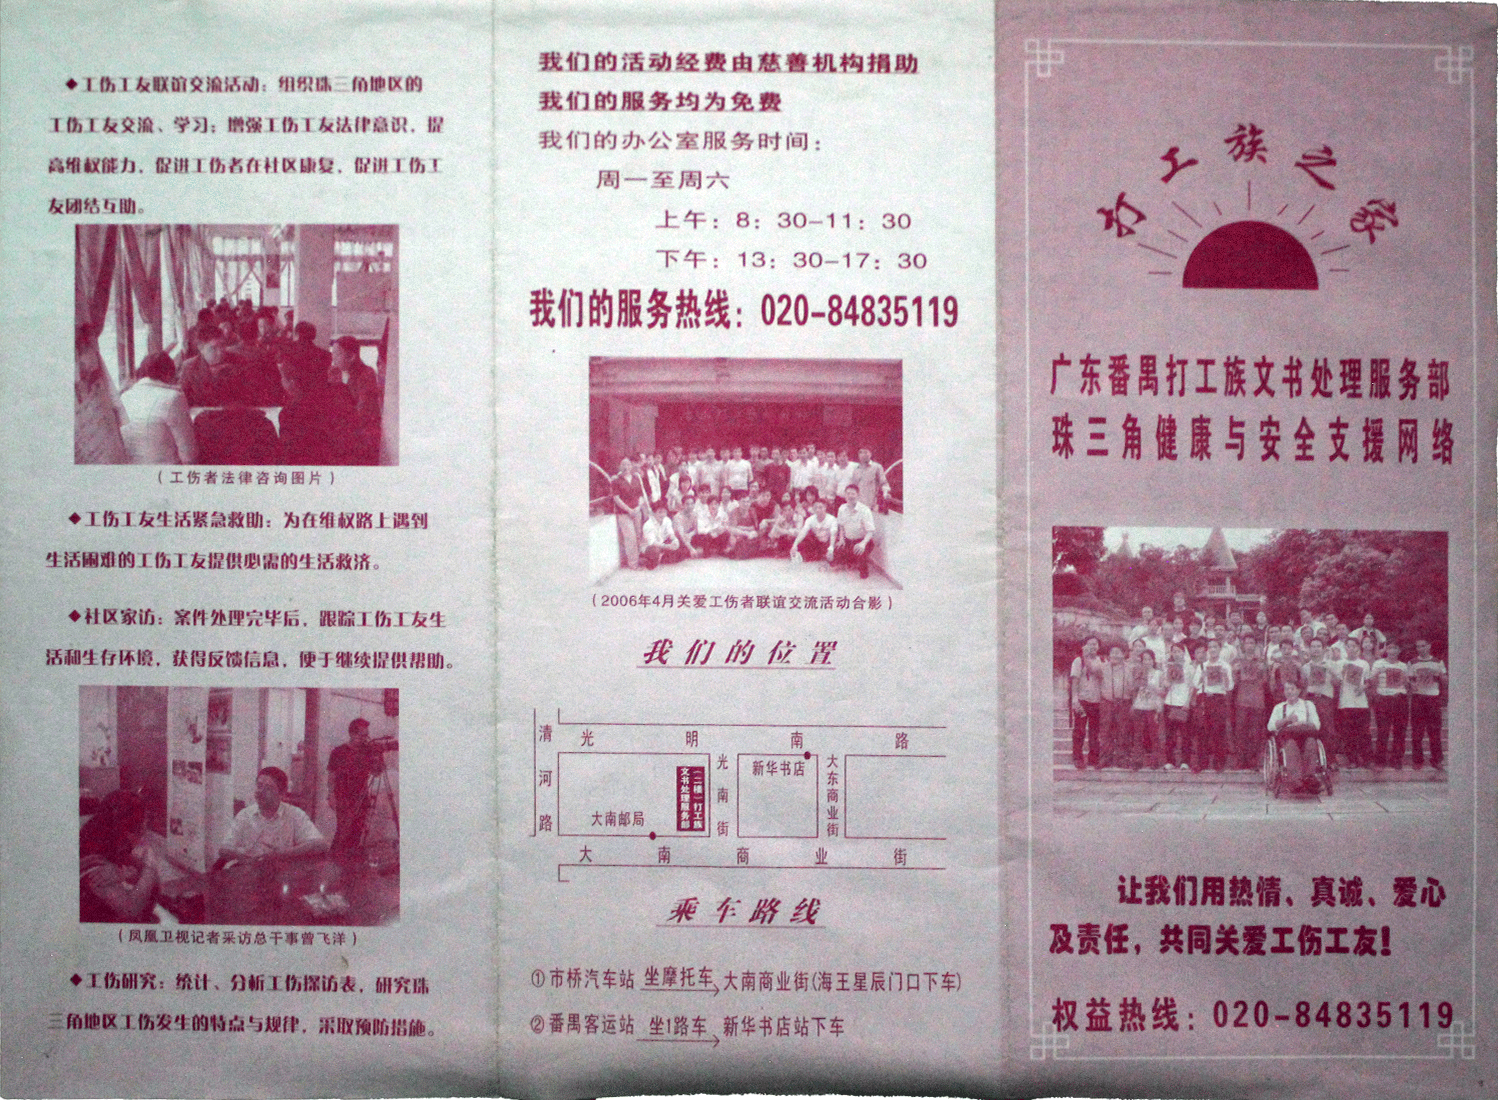 ◆工伤工友联谊交流活动：组织珠三角地区的
工伤工友交流、学习；增强工伤工友法律意识，提
高维权能力，促进工伤者在社区康复，促进工伤工
友团结互助。
（工伤者法律咨询图片）
◆工伤工友生活紧急救助：为在维权路上遇到
生活困难的工伤工友提供必需的生活救济。
◆社区家访：案件处理完毕后，跟踪工伤工友生
活和生存环境，获得反馈信息，便于继续提供帮助。
（凤凰卫视记者采访总干事曾飞洋）
◆工伤研究：统计、分析工伤探访表，研究珠
三角地区工伤发生的特点与规律，采取预防措施。
我们的活动经费由慈善机构捐助
我们的服务均为免费
我们的办公室服务时间：
周一至周六
上午：8：30-11：30
下午：13：30-17：30
我们的服务热线：020-84835119
（2006年4月关爱工伤者联谊交流活动合影）
我们的位置
清河路
光明南路
光南街
新华书店
大东商业街
（二楼）打工族
文书处理服务部
大南邮局
大南商业街
乘车路线
①市桥汽车站 坐摩托车 大南商业街(海王星辰门口下车)
②番禺客运站 坐1路车 新华书店站下车
打工族之家
广东番禺打工族文书处理服务部
珠三角健康与安全支援网络
让我们用热情、真诚、爱心
及责任，共同关爱工伤工友！
权益热线：020-84835119